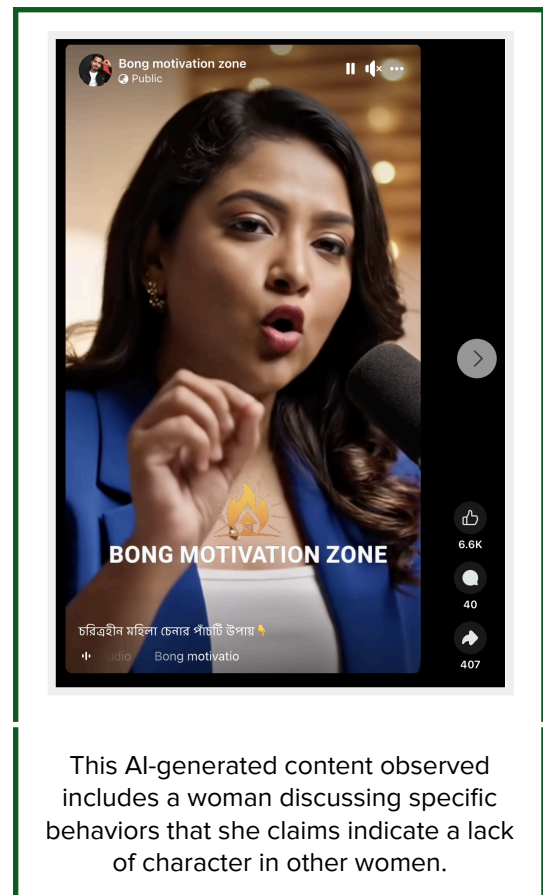 Bong motivation zone
Public
BONG MOTIVATION ZONE
চরিত্রহীন মহিলা চেনার পাঁচটি উপায়👇
Bong motivatio
6.6K
40
407
This AI-generated content observed
includes a woman discussing specific
behaviors that she claims indicate a lack
of character in other women.